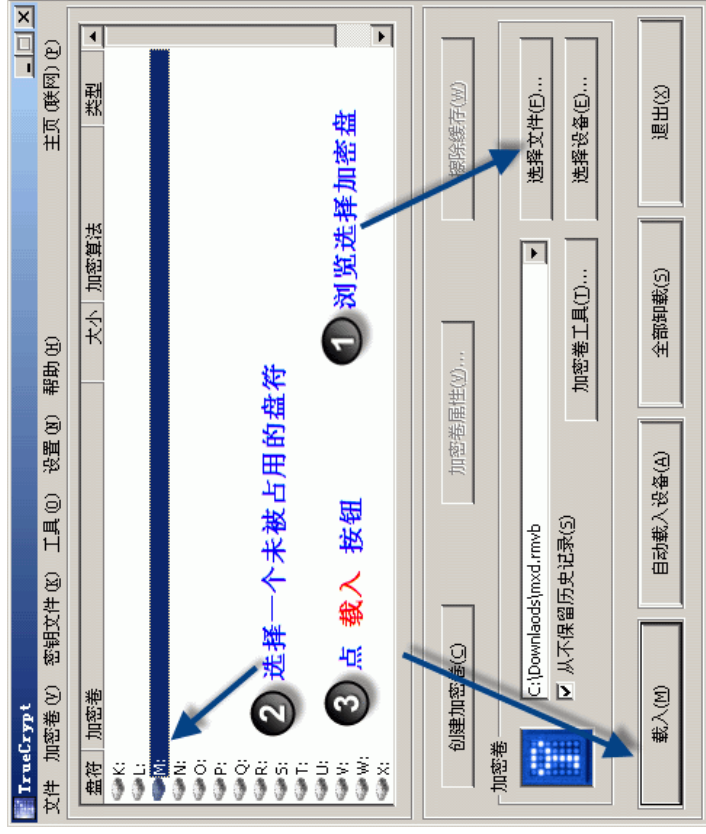 TrueCrypt
文件 加密卷(V) 密钥文件(K) 工具(O) 设置(N) 帮助(H) 主页(联网)(P)
盘符 加密卷 大小 加密算法 类型
K:
L:
M:
N:
O:
P:
Q:
R:
S:
T:
U:
V:
W:
X:
2 选择一个未被占用的盘符
3 点 载入 按钮
1 浏览选择加密盘
创建加密卷(C) 加密卷属性(V)... 擦除缓存(W)
加密卷
C:\Downlaods\mxd.rmvb 选择文件(F)...
从不保留历史记录(S) 加密卷工具(T)... 选择设备(E)...
载入(M) 自动载入设备(A) 全部卸载(S) 退出(X)